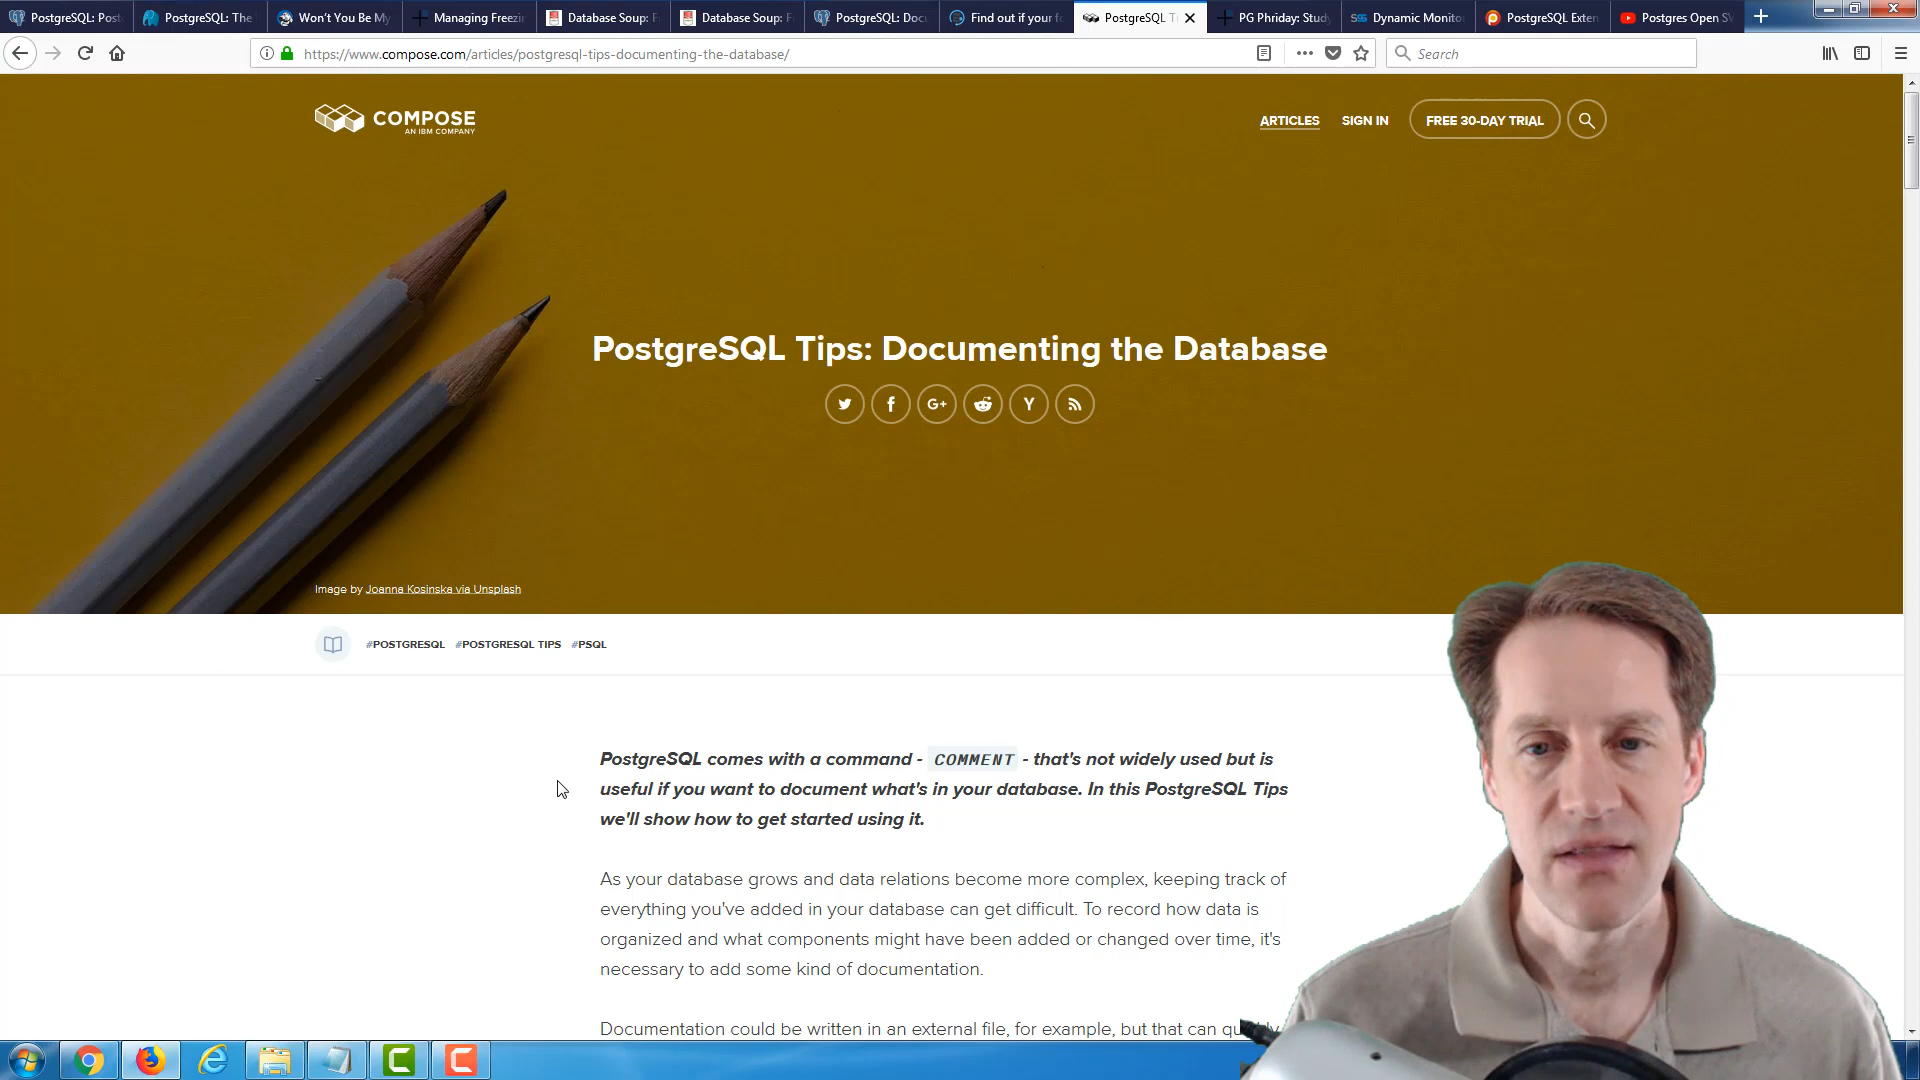 PostgreSQL: Post
PostgreSQL: The
Won't You Be My
Managing Freezin
Database Soup: F
Database Soup: F
PostgreSQL: Docu
Find out if your fo
PostgreSQL T
PG Phriday: Study
Dynamic Monito
PostgreSQL Exten
Postgres Open SV
https://www.compose.com/articles/postgresql-tips-documenting-the-database/
Search
COMPOSE
AN IBM COMPANY
ARTICLES
SIGN IN
FREE 30-DAY TRIAL
PostgreSQL Tips: Documenting the Database
Image by Joanna Kosinska via Unsplash
#POSTGRESQL #POSTGRESQL TIPS #PSQL
PostgreSQL comes with a command - COMMENT - that's not widely used but is
useful if you want to document what's in your database. In this PostgreSQL Tips
we'll show how to get started using it.
As your database grows and data relations become more complex, keeping track of
everything you've added in your database can get difficult. To record how data is
organized and what components might have been added or changed over time, it's
necessary to add some kind of documentation.
Documentation could be written in an external file, for example, but that can quickly